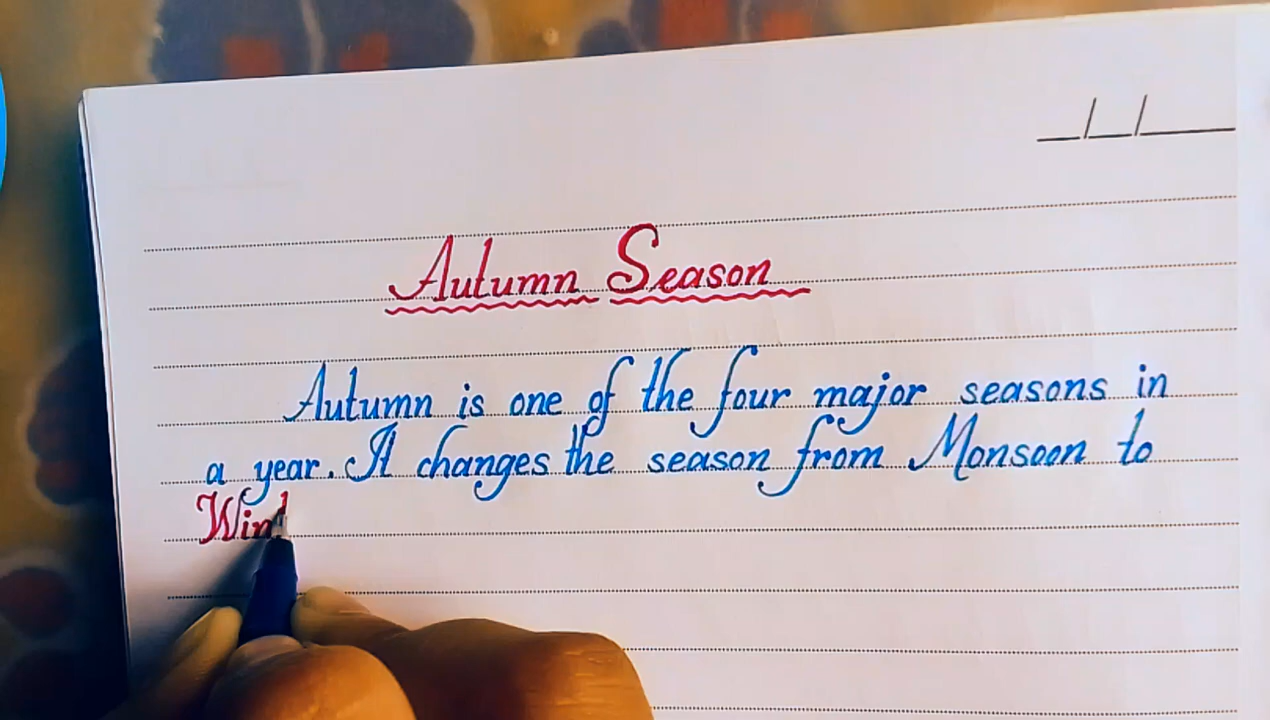 Autumn Season
Autumn is one of the four major seasons in
a year. It changes the season from Monsoon to
Wint